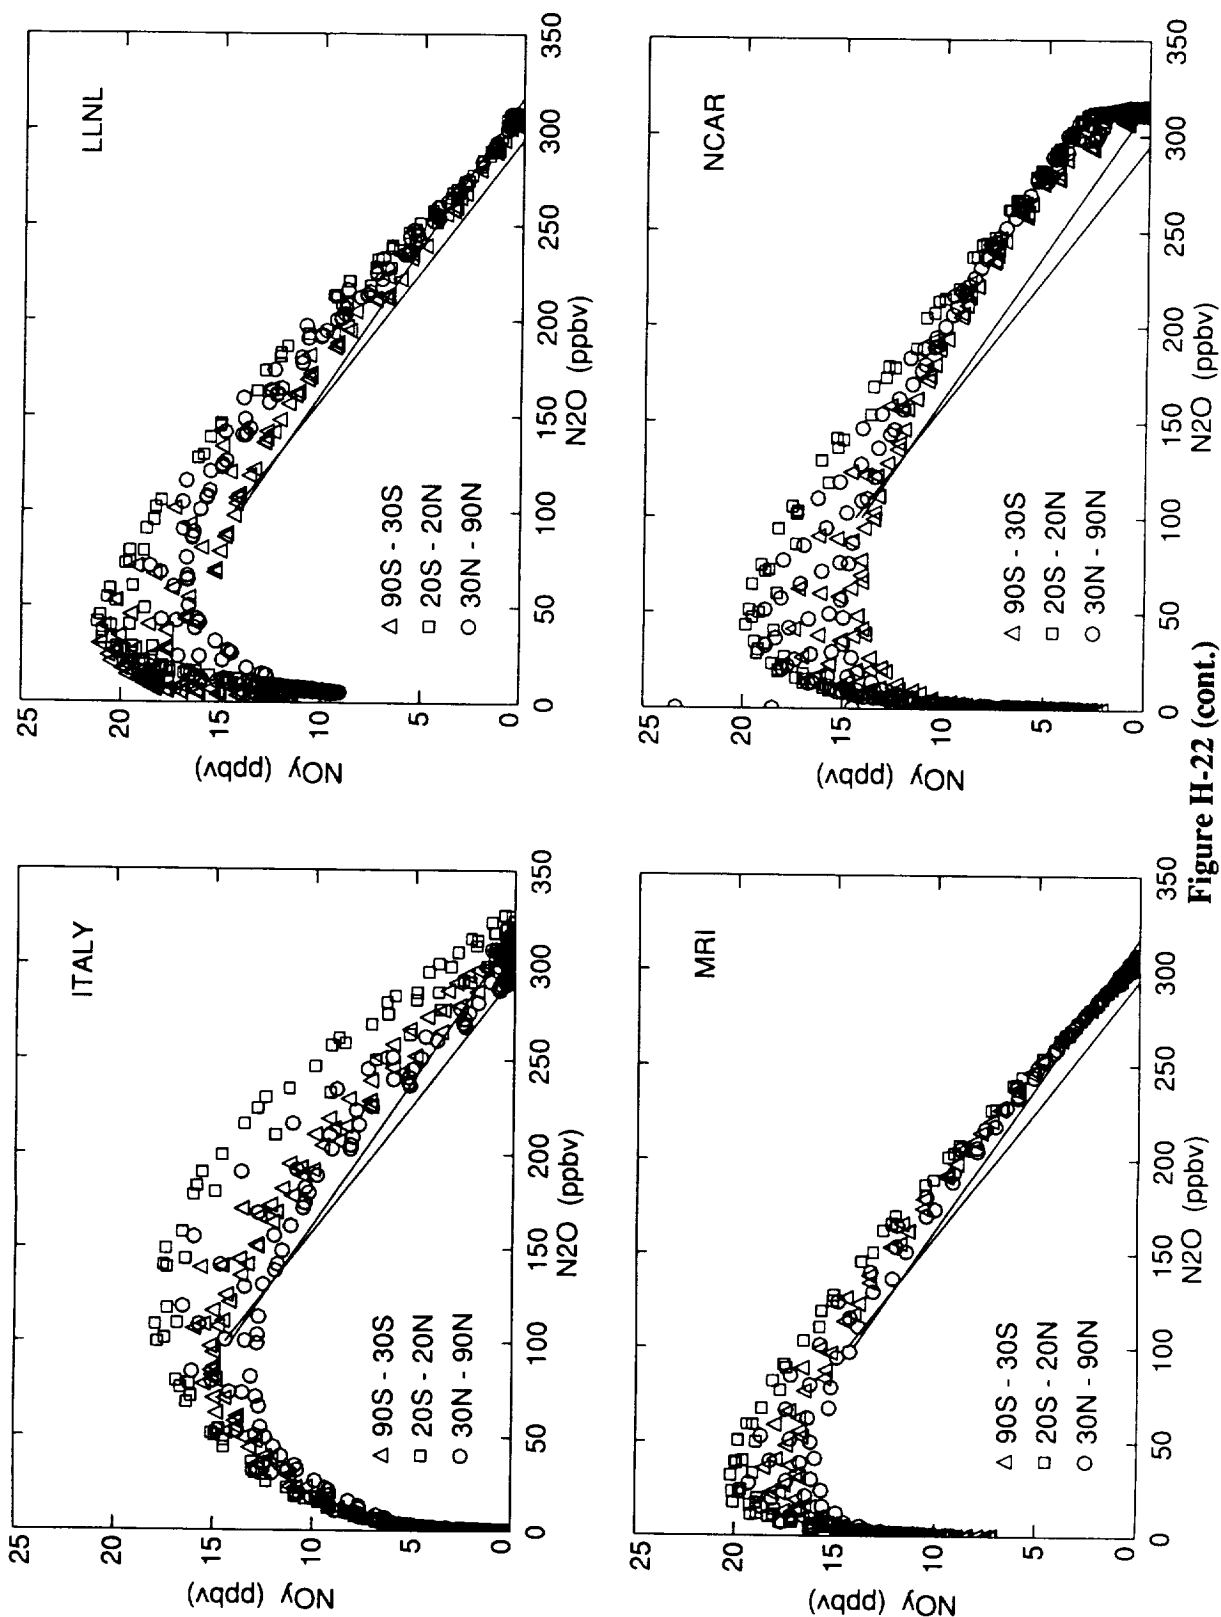 ITALY
25
20
15
10
5
0
NOy (ppbv)
0
50
100
150
200
250
300
350
N2O (ppbv)
△ 90S - 30S
□ 20S - 20N
○ 30N - 90N
LLNL
25
20
15
10
5
0
NOy (ppbv)
0
50
100
150
200
250
300
350
N2O (ppbv)
△ 90S - 30S
□ 20S - 20N
○ 30N - 90N
MRI
25
20
15
10
5
0
NOy (ppbv)
0
50
100
150
200
250
300
350
N2O (ppbv)
△ 90S - 30S
□ 20S - 20N
○ 30N - 90N
NCAR
25
20
15
10
5
0
NOy (ppbv)
0
50
100
150
200
250
300
350
N2O (ppbv)
△ 90S - 30S
□ 20S - 20N
○ 30N - 90N
Figure H-22 (cont.)